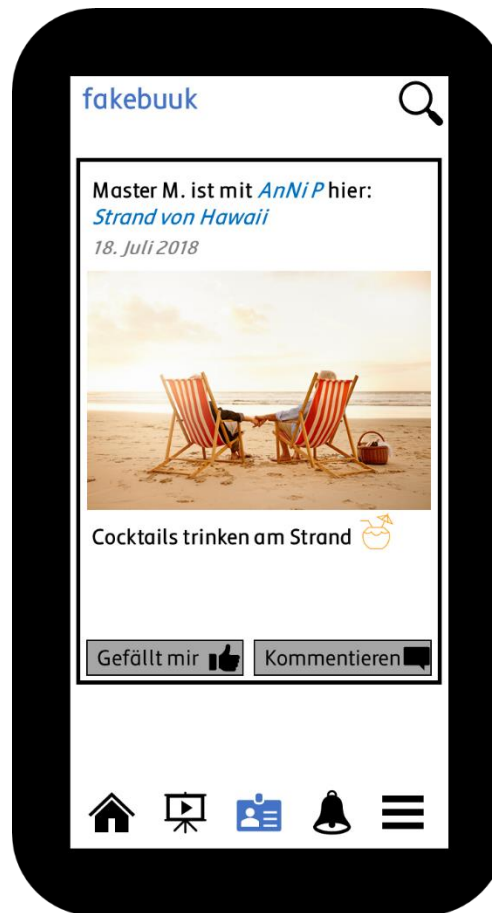 fakebuuk
Master M. ist mit AnNi P hier:
Strand von Hawaii
18. Juli 2018
Cocktails trinken am Strand
Gefällt mir
Kommentieren